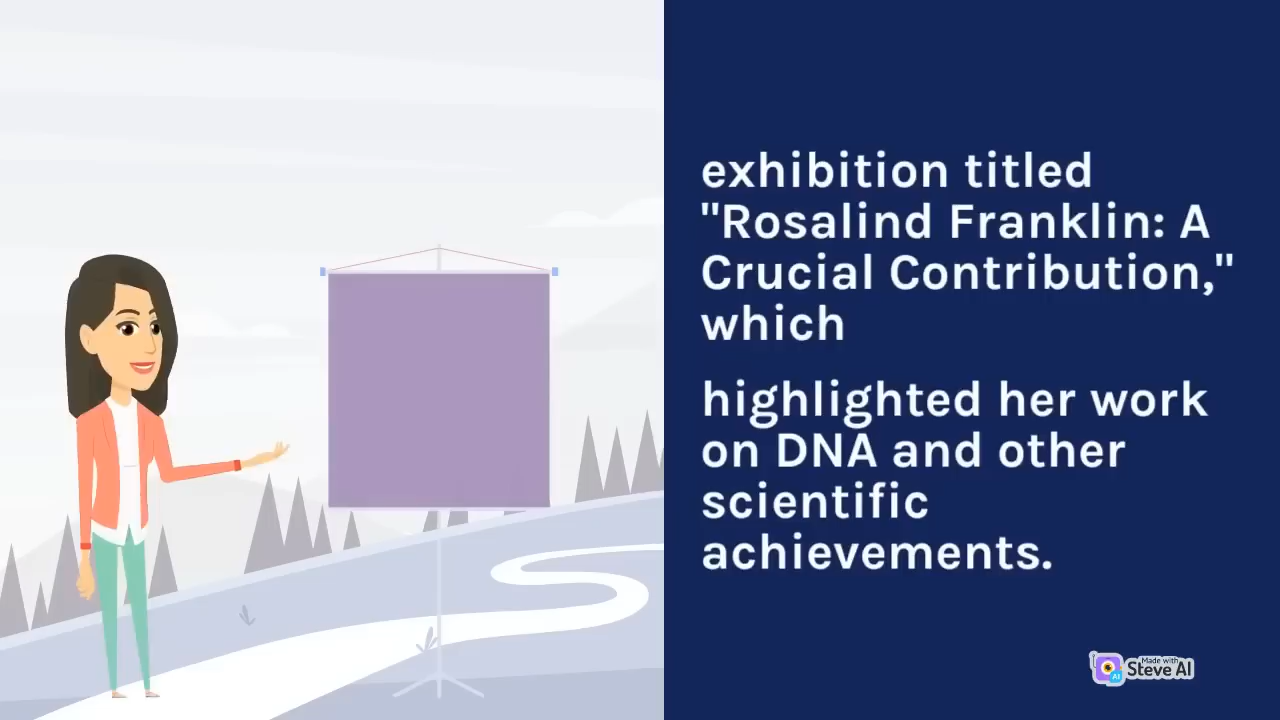 exhibition titled
"Rosalind Franklin: A
Crucial Contribution,"
which
highlighted her work
on DNA and other
scientific
achievements.
Made with
Steve AI
AI